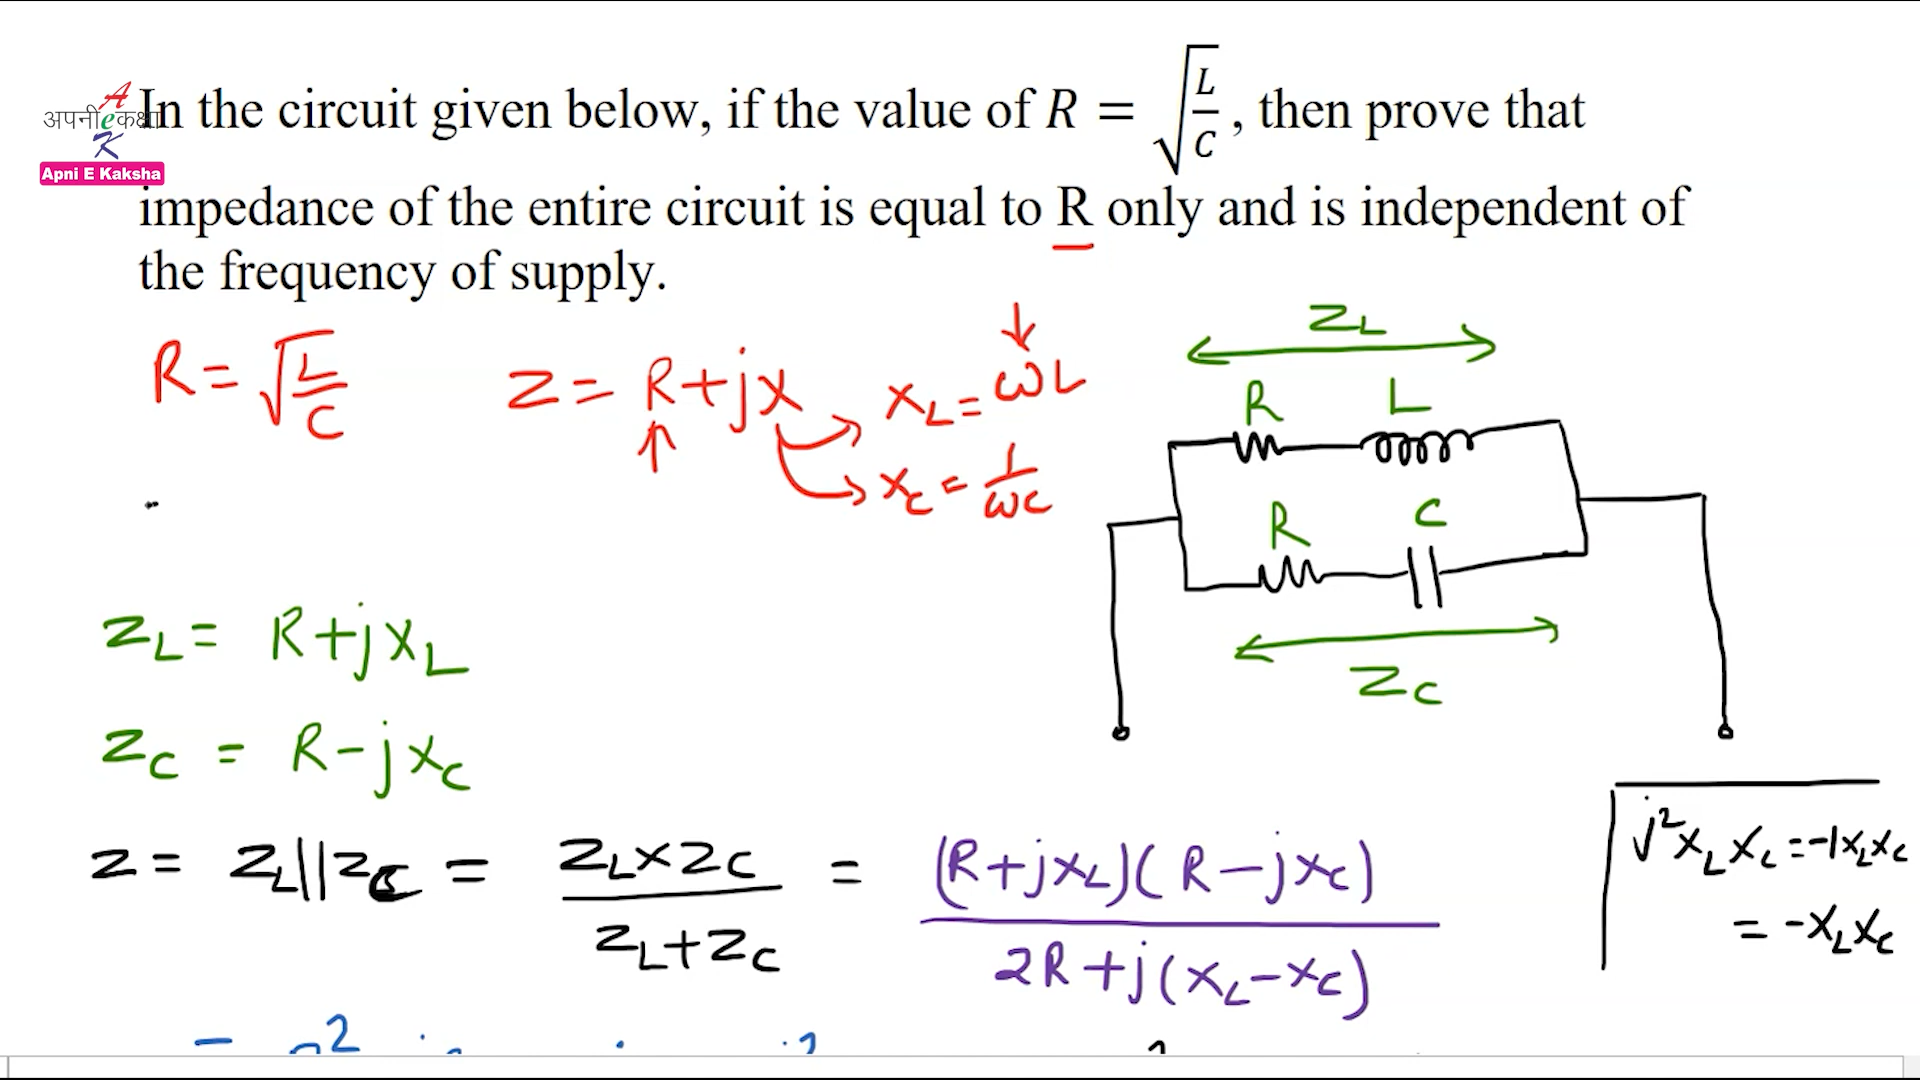 अपनी e कक्षा
A
K
Apni E Kaksha
In the circuit given below, if the value of R = √(L/C), then prove that
impedance of the entire circuit is equal to R only and is independent of
the frequency of supply.
R = √(L/C)
Z = R + jX
X_L = ωL
X_C = 1/ωC
Z_L
R L
R C
Z_C
Z_L = R + jX_L
Z_C = R - jX_C
Z = Z_L || Z_C = (Z_L × Z_C)/(Z_L + Z_C) = (R + jX_L)(R - jX_C)/(2R + j(X_L - X_C))
j²X_L X_C = -1X_L X_C
= -X_L X_C